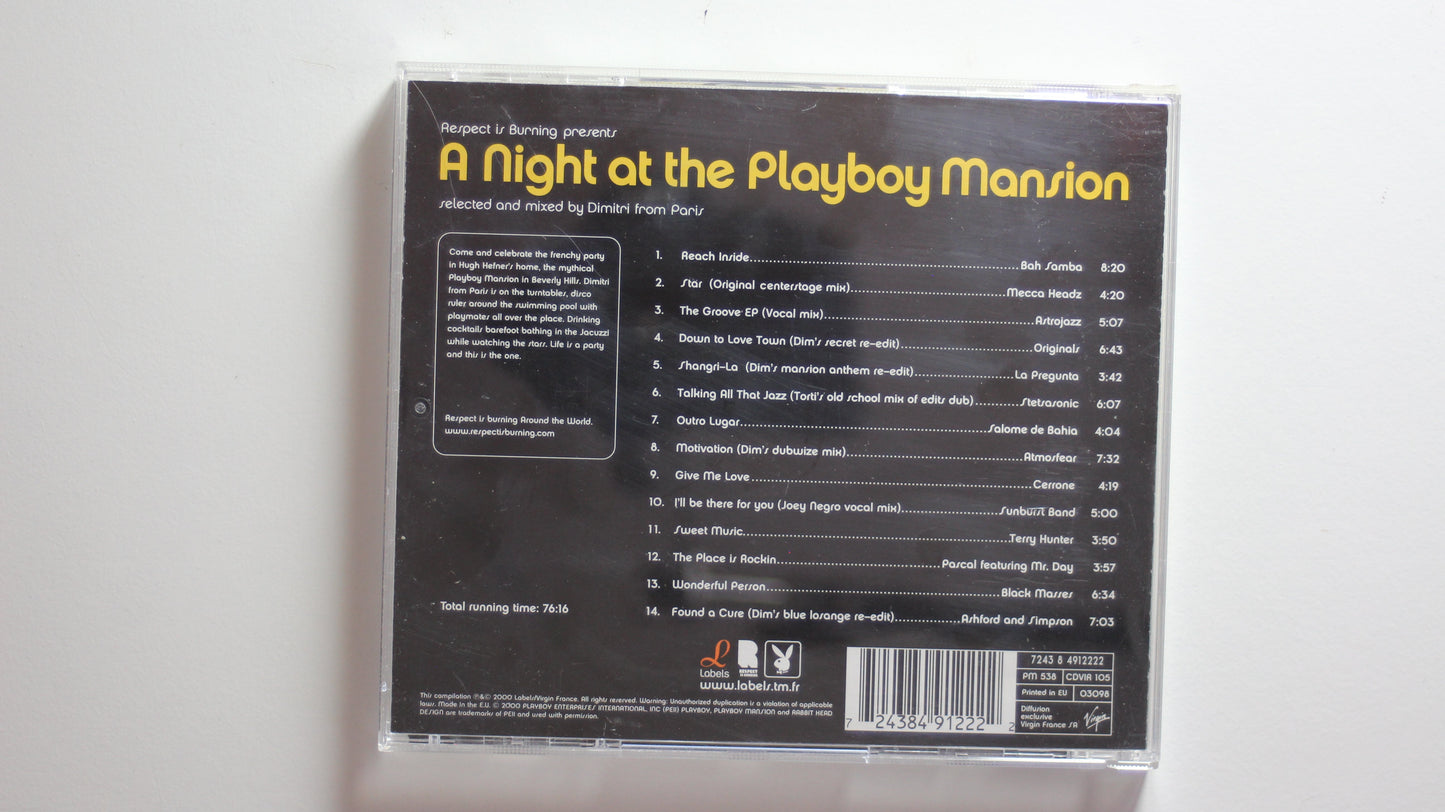 Respect is Burning presents
A Night at the Playboy Mansion
selected and mixed by Dimitri from Paris
Come and celebrate the frenchy party
in Hugh Hefner's home, the mythical
Playboy Mansion in Beverly Hills. Dimitri
from Paris is on the turntables, disco
ruler around the swimming pool with
playmates all over the place. Drinking
cocktails barefoot bathing in the Jacuzzi
while watching the stars. Life is a party
and this is the one.
Respect is burning Around the World.
www.respectisburning.com
Total running time: 76:16
1. Reach Inside....................Bah Samba 8:20
2. Star (Original centerstage mix)....................Mecca Headz 4:20
3. The Groove EP (Vocal mix)....................Astrojazz 5:07
4. Down to Love Town (Dim's secret re-edit)....................Originals 6:43
5. Shangri-La (Dim's mansion anthem re-edit)....................La Pregunta 3:42
6. Talking All That Jazz (Torti's old school mix of edits dub)...........Stetsasonic 6:07
7. Outro Lugar....................Salome de Bahia 4:04
8. Motivation (Dim's dubwize mix)....................Atmosfear 7:32
9. Give Me Love....................Cerrone 4:19
10. I'll be there for you (Joey Negro vocal mix)....................Sunburst Band 5:00
11. Sweet Music....................Terry Hunter 3:50
12. The Place is Rockin....................Pascal featuring Mr. Day 3:57
13. Wonderful Person....................Black Masses 6:34
14. Found a Cure (Dim's blue losange re-edit)................Ashford and Simpson 7:03
L
Labels
R
RESPECT
IS BURNING
www.labels.tm.fr
This compilation ℗&© 2000 Labels/Virgin France. All rights reserved. Warning: Unauthorized duplication is a violation of applicable
laws. Made in the E.U. © 2000 PLAYBOY ENTERPRISES INTERNATIONAL, INC (PEII) PLAYBOY, PLAYBOY MANSION and RABBIT HEAD
DESIGN are trademarks of PEII and used with permission.
7 24384 91222 2
7243 8 4912222
PM 538 CDVIR 105
Printed in EU 03098
Diffusion
exclusive
Virgin France SA
Virgin